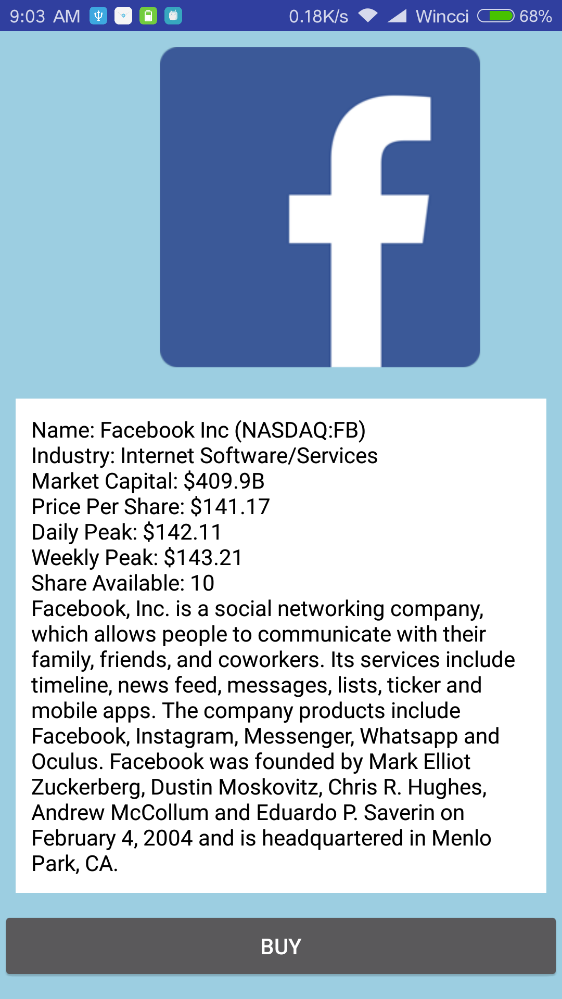 9:03 AM 0.18K/s Wincci 68%
f
Name: Facebook Inc (NASDAQ:FB)
Industry: Internet Software/Services
Market Capital: $409.9B
Price Per Share: $141.17
Daily Peak: $142.11
Weekly Peak: $143.21
Share Available: 10
Facebook, Inc. is a social networking company,
which allows people to communicate with their
family, friends, and coworkers. Its services include
timeline, news feed, messages, lists, ticker and
mobile apps. The company products include
Facebook, Instagram, Messenger, Whatsapp and
Oculus. Facebook was founded by Mark Elliot
Zuckerberg, Dustin Moskovitz, Chris R. Hughes,
Andrew McCollum and Eduardo P. Saverin on
February 4, 2004 and is headquartered in Menlo
Park, CA.
BUY